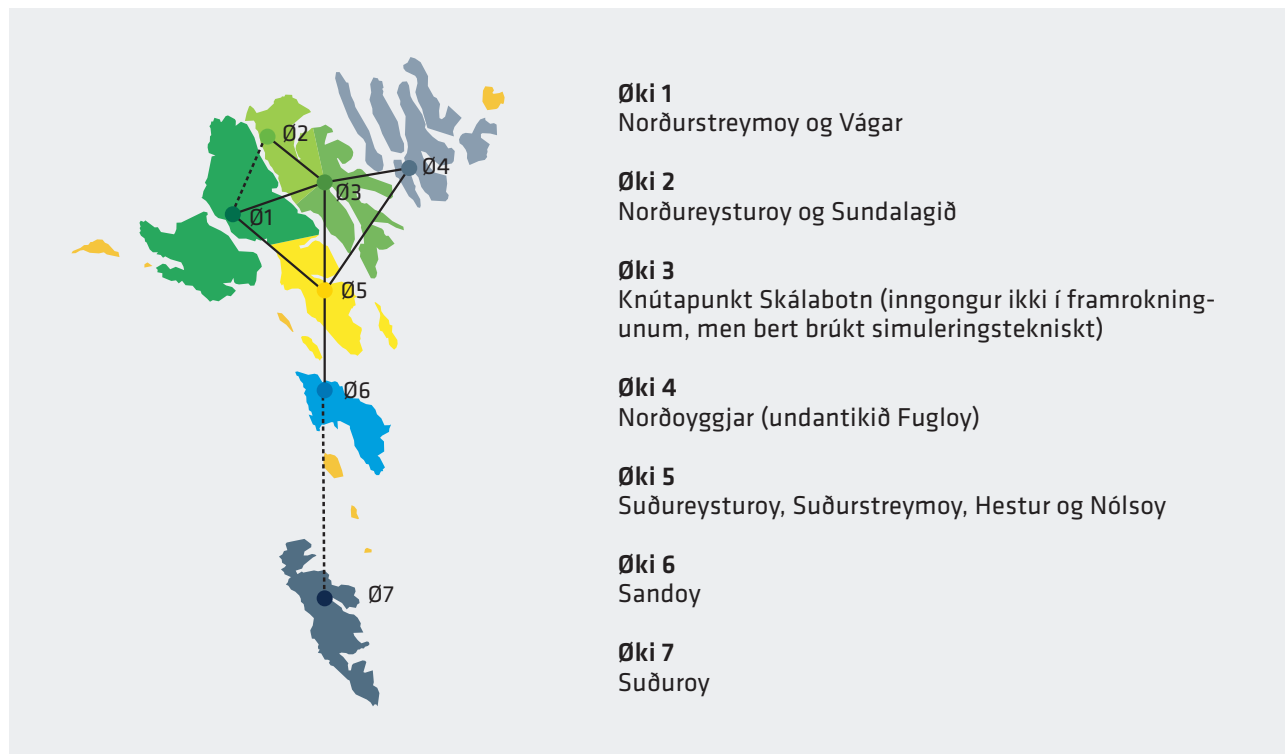 Ø2
Ø4
Ø3
Ø1
Ø5
Ø6
Ø7
Øki 1
Norðurstreymoy og Vágar
Øki 2
Norðureysturoy og Sundalagið
Øki 3
Knútapunkt Skálabotn (inngongur ikki í framrokning-
unum, men bert brúkt simuleringstekniskt)
Øki 4
Norðoyggjar (undantikið Fugloy)
Øki 5
Suðureysturoy, Suðurstreymoy, Hestur og Nólsoy
Øki 6
Sandoy
Øki 7
Suðuroy